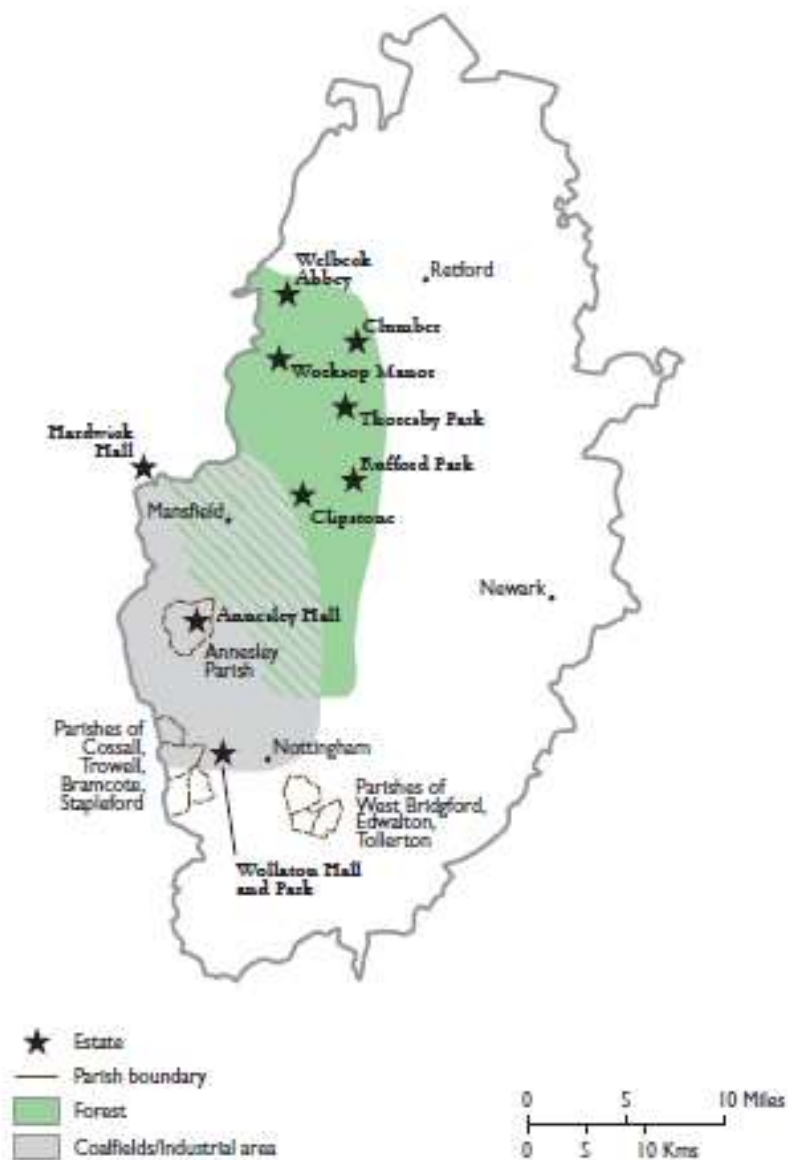 Welbeck
Abbey
Retford
Clumber
Worksop Manor
Thoresby Park
Hardwick
Hall
Rufford Park
Mansfield
Clipstone
Newark
Annesley Hall
Annesley
Parish
Parishes of
Cossall,
Trowell,
Bramcote,
Stapleford
Nottingham
Parishes of
West Bridgford,
Edwalton,
Tollerton
Wollaton Hall
and Park
Estate
Parish boundary
Forest
Coalfields/Industrial area
0 5 10 Miles
0 5 10 Kms